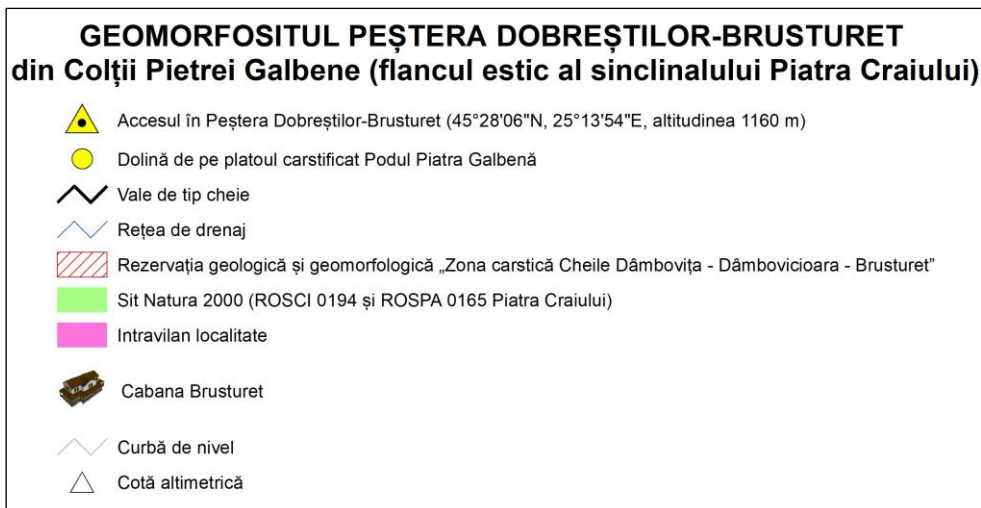 GEOMORFOSITUL PEȘTERA DOBREȘTILOR-BRUSTURET
din Colții Pietrei Galbene (flancul estic al sinclinalului Piatra Craiului)
Accesul în Peștera Dobreștilor-Brusturet (45°28'06"N, 25°13'54"E, altitudinea 1160 m)
Dolină de pe platoul carstificat Podul Piatra Galbenă
Vale de tip cheie
Rețea de drenaj
Rezervația geologică și geomorfologică „Zona carstică Cheile Dâmbovița - Dâmbovicioara - Brusturet”
Sit Natura 2000 (ROSCI 0194 și ROSPA 0165 Piatra Craiului)
Intravilan localitate
Cabana Brusturet
Curbă de nivel
Cotă altimetrică